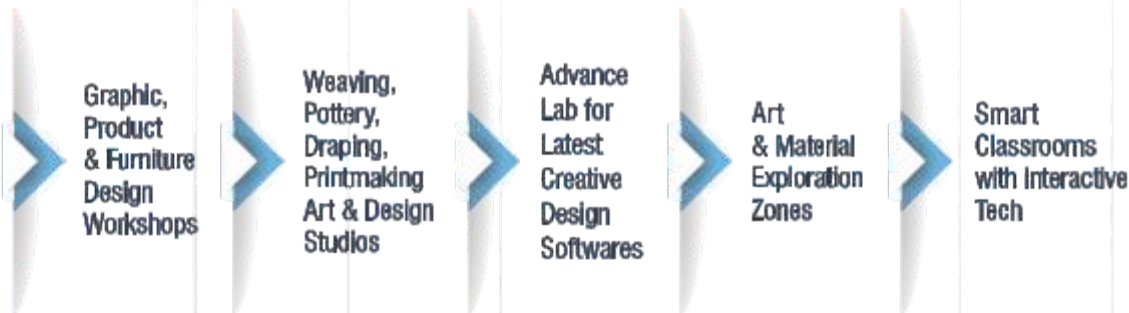 Graphic,
Product
& Furniture
Design
Workshops
Weaving,
Pottery,
Draping,
Printmaking
Art & Design
Studios
Advance
Lab for
Latest
Creative
Design
Softwares
Art
& Material
Exploration
Zones
Smart
Classrooms
with Interactive
Tech